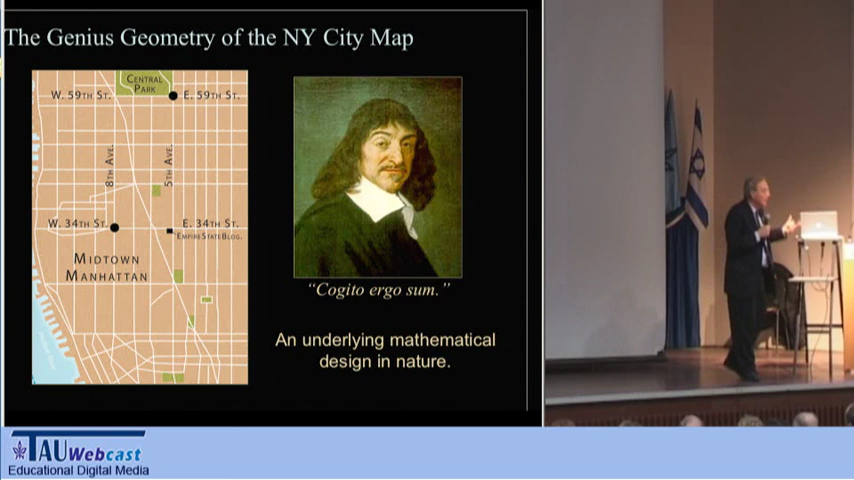 The Genius Geometry of the NY City Map
CENTRAL
PARK
W. 59TH ST.
E. 59TH ST.
8TH AVE.
5TH AVE.
W. 34TH ST.
E. 34TH ST.
EMPIRE STATE BLDG.
MIDTOWN
MANHATTAN
"Cogito ergo sum."
An underlying mathematical
design in nature.
TAU Webcast
Educational Digital Media